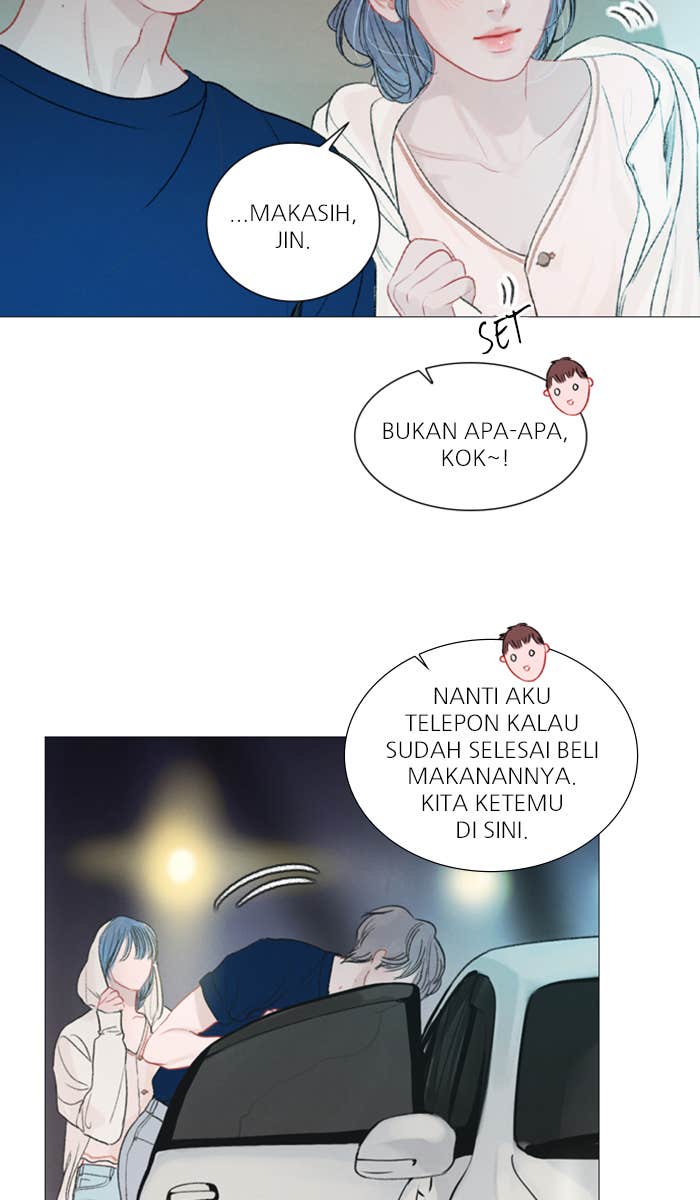 ...MAKASIH,
JIN.
SET
BUKAN APA-APA,
KOK~!
NANTI AKU
TELEPON KALAU
SUDAH SELESAI BELI
MAKANANNYA.
KITA KETEMU
DI SINI.